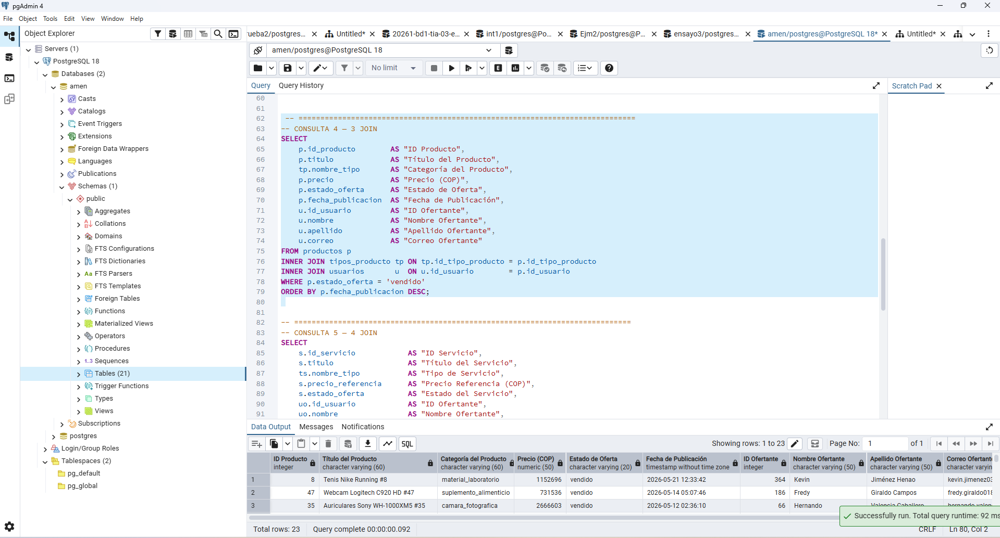 pgAdmin 4
File Object Tools Edit View Window Help
Object Explorer
Servers (1)
PostgreSQL 18
Databases (2)
amen
Casts
Catalogs
Event Triggers
Extensions
Foreign Data Wrappers
Languages
Publications
Schemas (1)
public
Aggregates
Collations
Domains
FTS Configurations
FTS Dictionaries
FTS Parsers
FTS Templates
Foreign Tables
Functions
Materialized Views
Operators
Procedures
Sequences
Tables (21)
Trigger Functions
Types
Views
Subscriptions
postgres
Login/Group Roles
Tablespaces (2)
pg_default
pg_global
ueba2/postgres... Untitled* 20261-bd1-tia-03-e... int1/postgres@Po... Ejm2/postgres@P... ensayo3/postgres... amen/postgres@PostgreSQL 18* Untitled*
amen/postgres@PostgreSQL 18
No limit
Query Query History
Scratch Pad
60
61
62 -- =============================================================================
63 -- CONSULTA 4 – 3 JOIN
64 SELECT
65 p.id_producto AS "ID Producto",
66 p.titulo AS "Título del Producto",
67 tp.nombre_tipo AS "Categoría del Producto",
68 p.precio AS "Precio (COP)",
69 p.estado_oferta AS "Estado de Oferta",
70 p.fecha_publicacion AS "Fecha de Publicación",
71 u.id_usuario AS "ID Ofertante",
72 u.nombre AS "Nombre Ofertante",
73 u.apellido AS "Apellido Ofertante",
74 u.correo AS "Correo Ofertante"
75 FROM productos p
76 INNER JOIN tipos_producto tp ON tp.id_tipo_producto = p.id_tipo_producto
77 INNER JOIN usuarios u ON u.id_usuario = p.id_usuario
78 WHERE p.estado_oferta = 'vendido'
79 ORDER BY p.fecha_publicacion DESC;
80
81
82 -- =============================================================================
83 -- CONSULTA 5 – 4 JOIN
84 SELECT
85 s.id_servicio AS "ID Servicio",
86 s.titulo AS "Título del Servicio",
87 ts.nombre_tipo AS "Tipo de Servicio",
88 s.precio_referencia AS "Precio Referencia (COP)",
89 s.estado_oferta AS "Estado del Servicio",
90 uo.id_usuario AS "ID Ofertante",
91 uo.nombre AS "Nombre Ofertante",
Data Output Messages Notifications
SQL Showing rows: 1 to 23 Page No: 1 of 1
ID Producto Título del Producto Categoría del Producto Precio (COP) Estado de Oferta Fecha de Publicación ID Ofertante Nombre Ofertante Apellido Ofertante Correo Ofertant
integer character varying (60) character varying (60) numeric (50) character varying (20) timestamp without time zone integer character varying (50) character varying (50) character varyin
1 8 Tenis Nike Running #8 material_laboratorio 1152696 vendido 2026-05-21 12:33:42 364 Kevin Jiménez Henao kevin.jimenez03
2 47 Webcam Logitech C920 HD #47 suplemento_alimenticio 731536 vendido 2026-05-14 05:07:46 186 Fredy Giraldo Campos fredy.giraldo018
3 35 Auriculares Sony WH-1000XM5 #35 camara_fotografica 2666603 vendido 2026-05-12 02:36:10 66 Hernando Valencia Caballero hernando.valen
Successfully run. Total query runtime: 92 ms
Total rows: 23 Query complete 00:00:00.092 CRLF Ln 80, Col 2